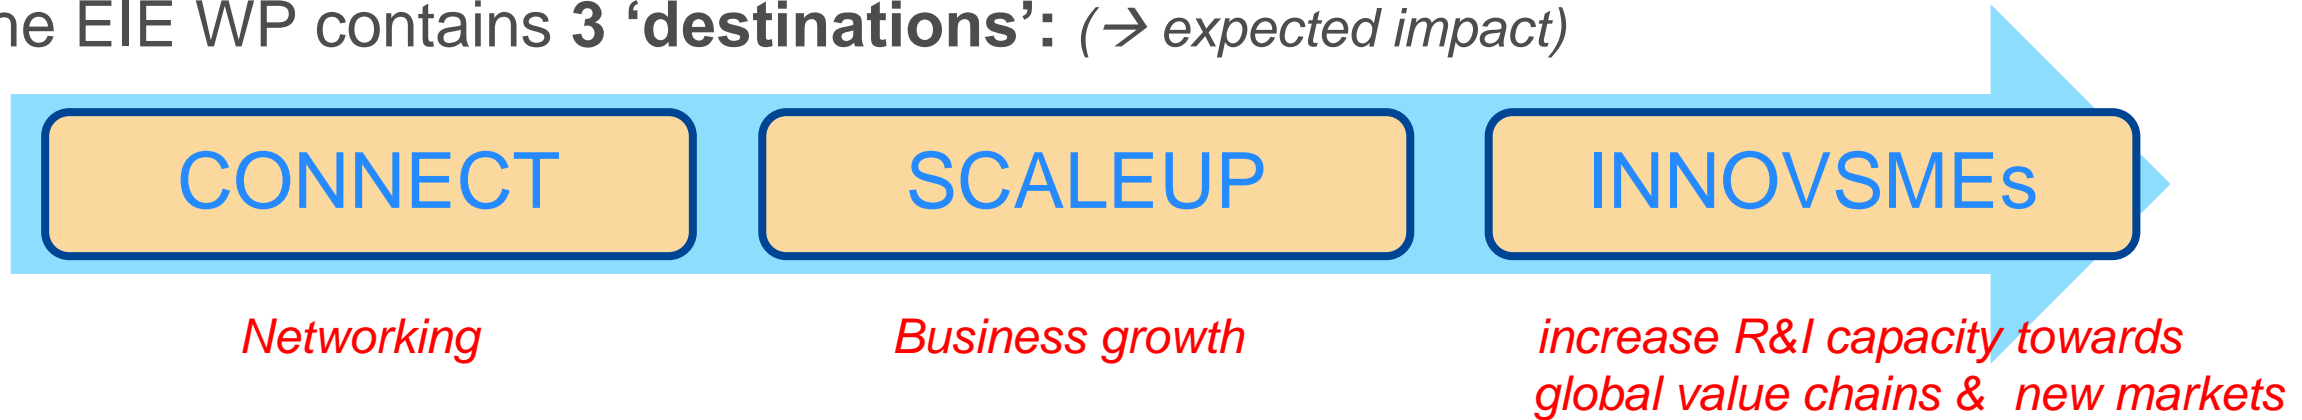 ne EIE WP contains 3 ‘destinations’: (→ expected impact)
CONNECT
SCALEUP
INNOVSMEs
Networking
Business growth
increase R&I capacity towards
global value chains & new markets